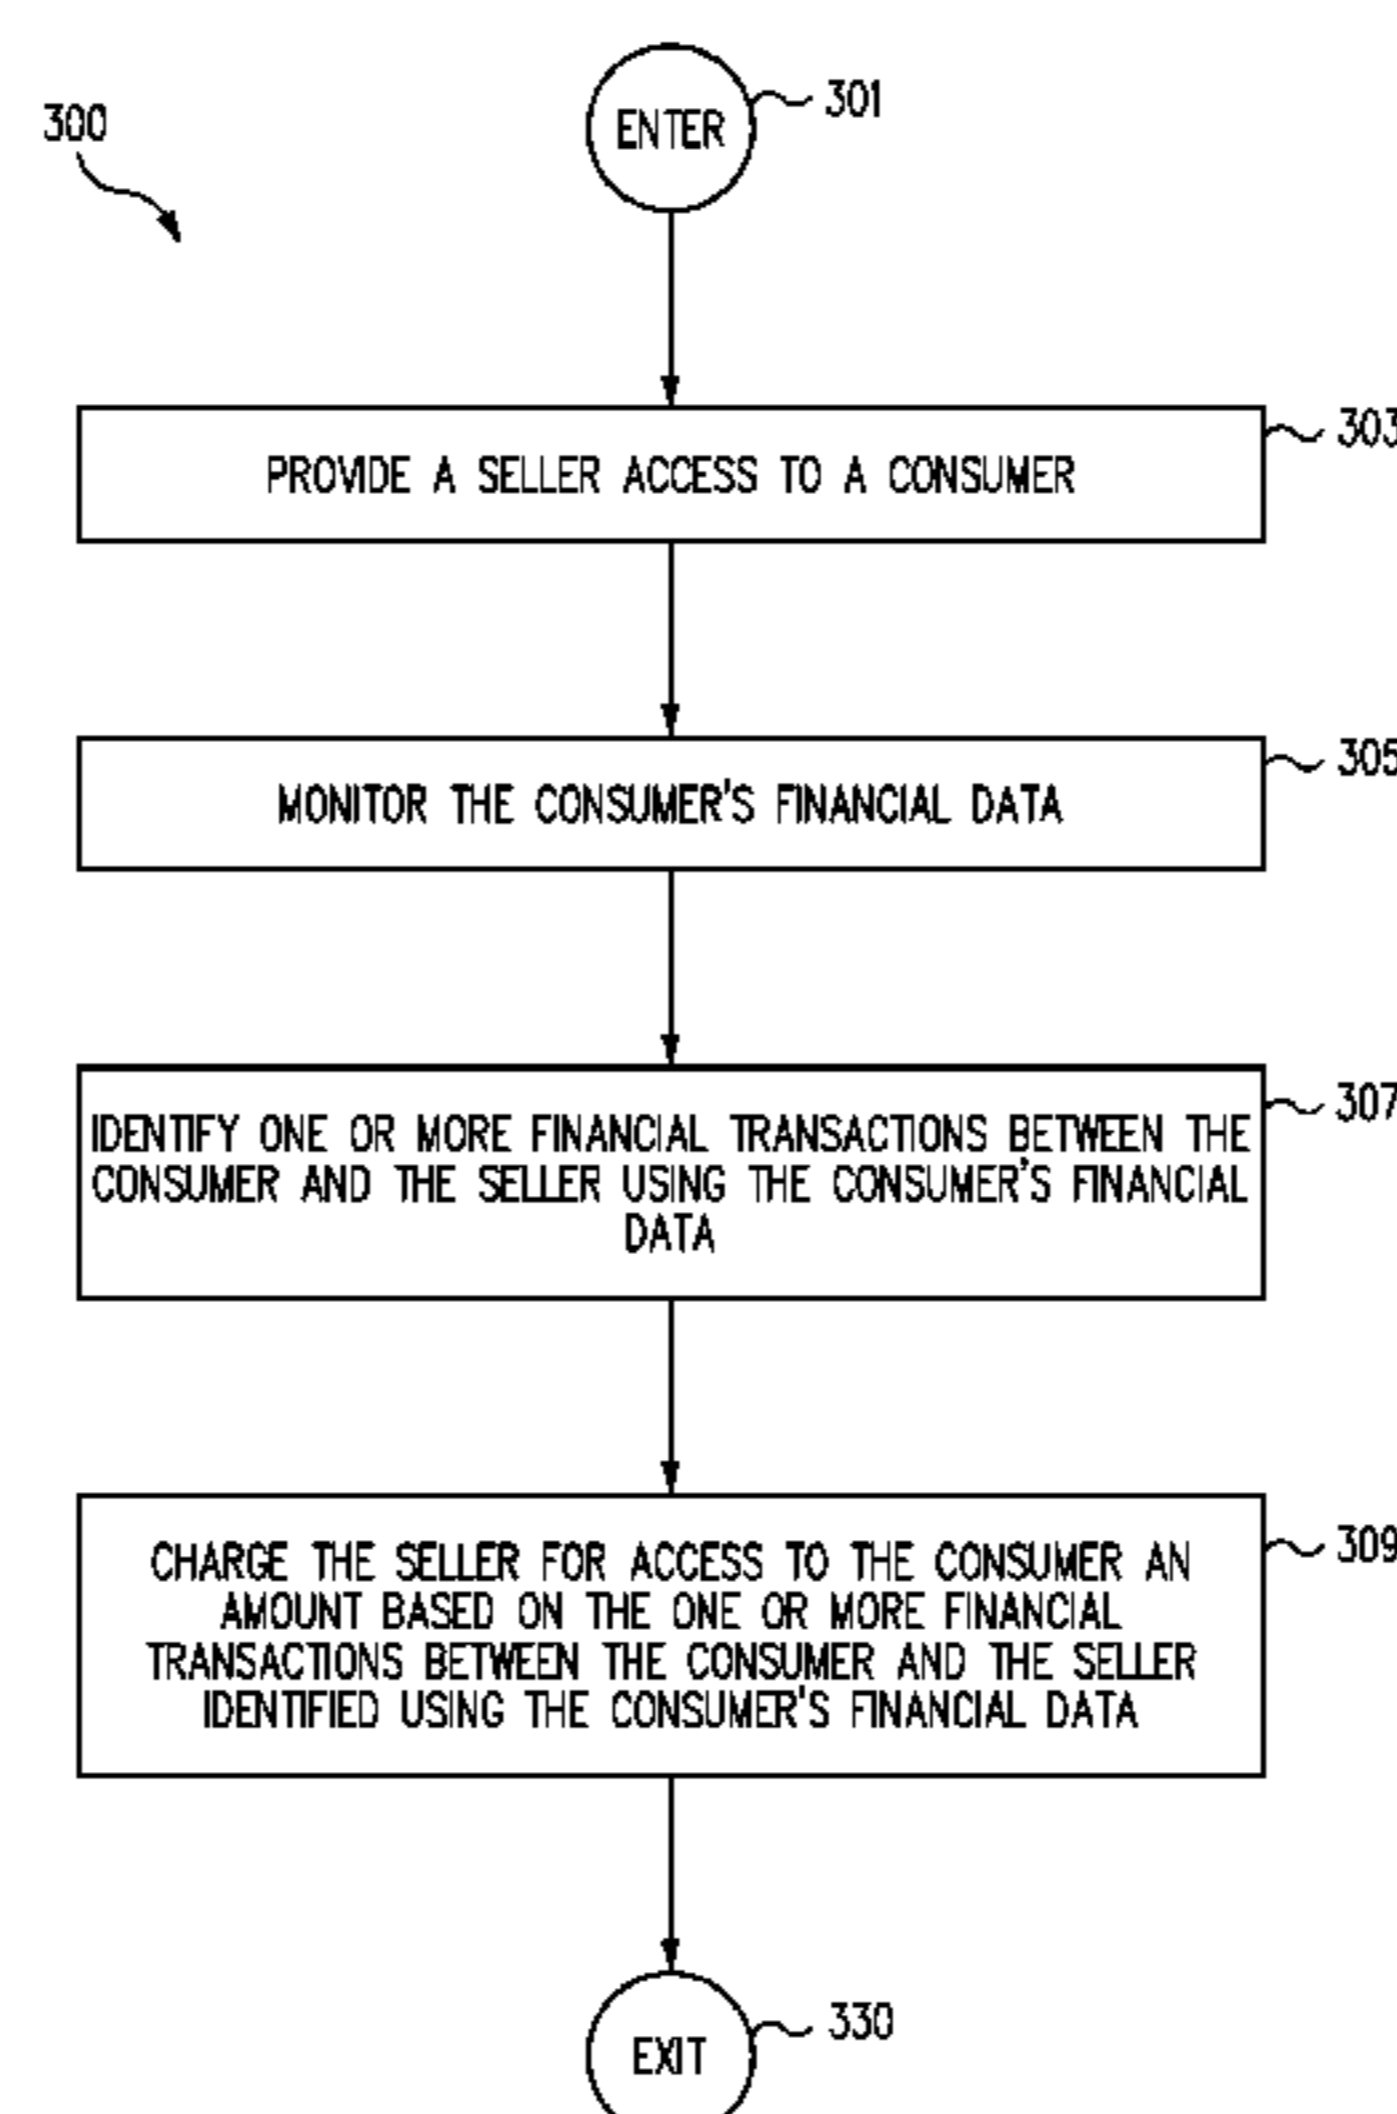 300
ENTER
301
PROVIDE A SELLER ACCESS TO A CONSUMER
303
MONITOR THE CONSUMER'S FINANCIAL DATA
305
IDENTIFY ONE OR MORE FINANCIAL TRANSACTIONS BETWEEN THE
CONSUMER AND THE SELLER USING THE CONSUMER'S FINANCIAL
DATA
307
CHARGE THE SELLER FOR ACCESS TO THE CONSUMER AN
AMOUNT BASED ON THE ONE OR MORE FINANCIAL
TRANSACTIONS BETWEEN THE CONSUMER AND THE SELLER
IDENTIFIED USING THE CONSUMER'S FINANCIAL DATA
309
EXIT
330